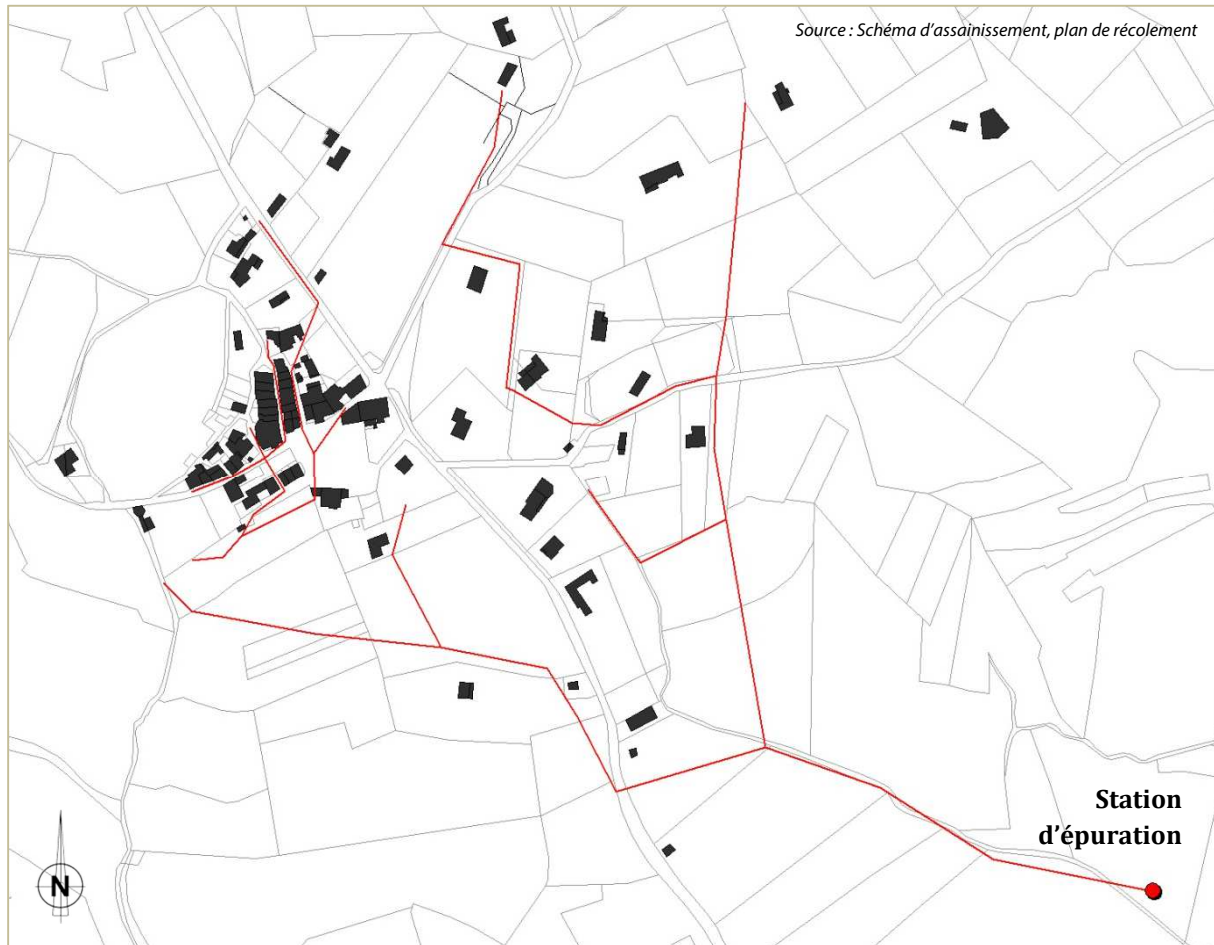 Source : Schéma d'assainissement, plan de récolement
Station
d'épuration
N